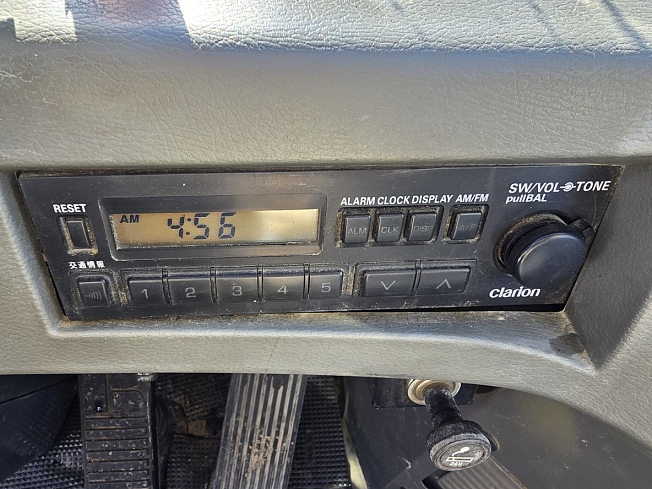 SW/VOL TONE
pullBAL
RESET
ALARM CLOCK DISPLAY AM/FM
AM 4:56
ALM CLK DISP A/F
交通情報
1 2 3 4 5
clarion
24V